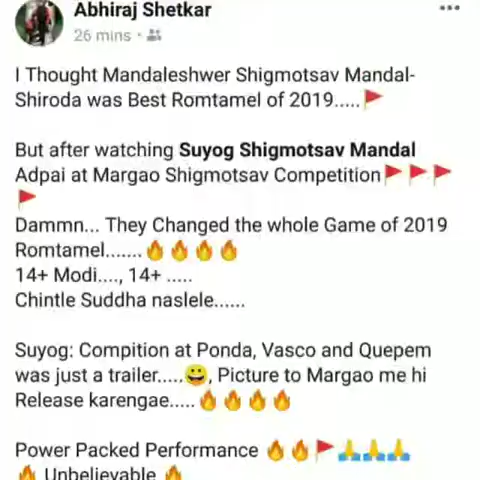 Abhiraj Shetkar
26 mins ·
I Thought Mandaleshwer Shigmotsav Mandal-
Shiroda was Best Romtamel of 2019.....🚩
But after watching Suyog Shigmotsav Mandal
Adpai at Margao Shigmotsav Competition🚩🚩🚩
🚩
Dammn... They Changed the whole Game of 2019
Romtamel.......🔥🔥🔥🔥
14+ Modi...., 14+ .....
Chintle Suddha naslele......
Suyog: Compition at Ponda, Vasco and Quepem
was just a trailer.....😀, Picture to Margao me hi
Release karengae.....🔥🔥🔥🔥
Power Packed Performance 🔥🔥🚩🙏🙏🙏
🔥 Unbelievable 🔥